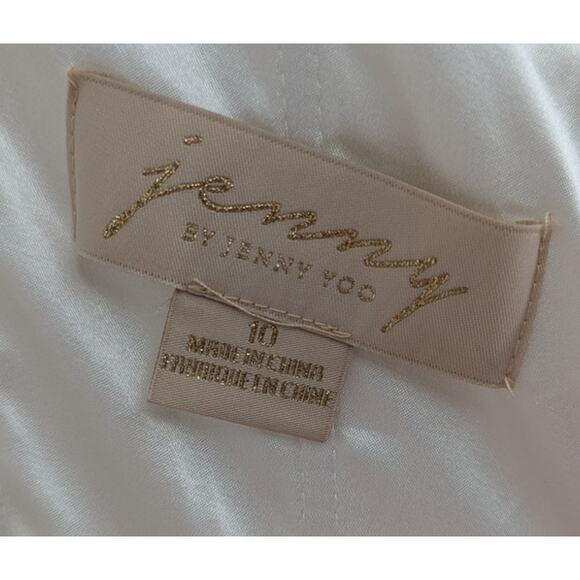 jenny
BY JENNY YOO
10
MADE IN CHINA
FABRIQUE EN CHINE